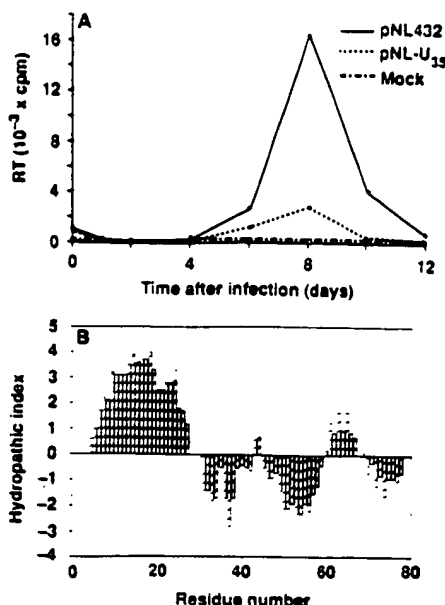 A
pNL432
pNL-U35
Mock
RT (10⁻³ x cpm)
16
12
8
4
0
0 4 8 12
Time after infection (days)
B
Hydropathic index
5
4
3
2
1
0
−1
−2
−3
−4
0 20 40 60 80
Residue number